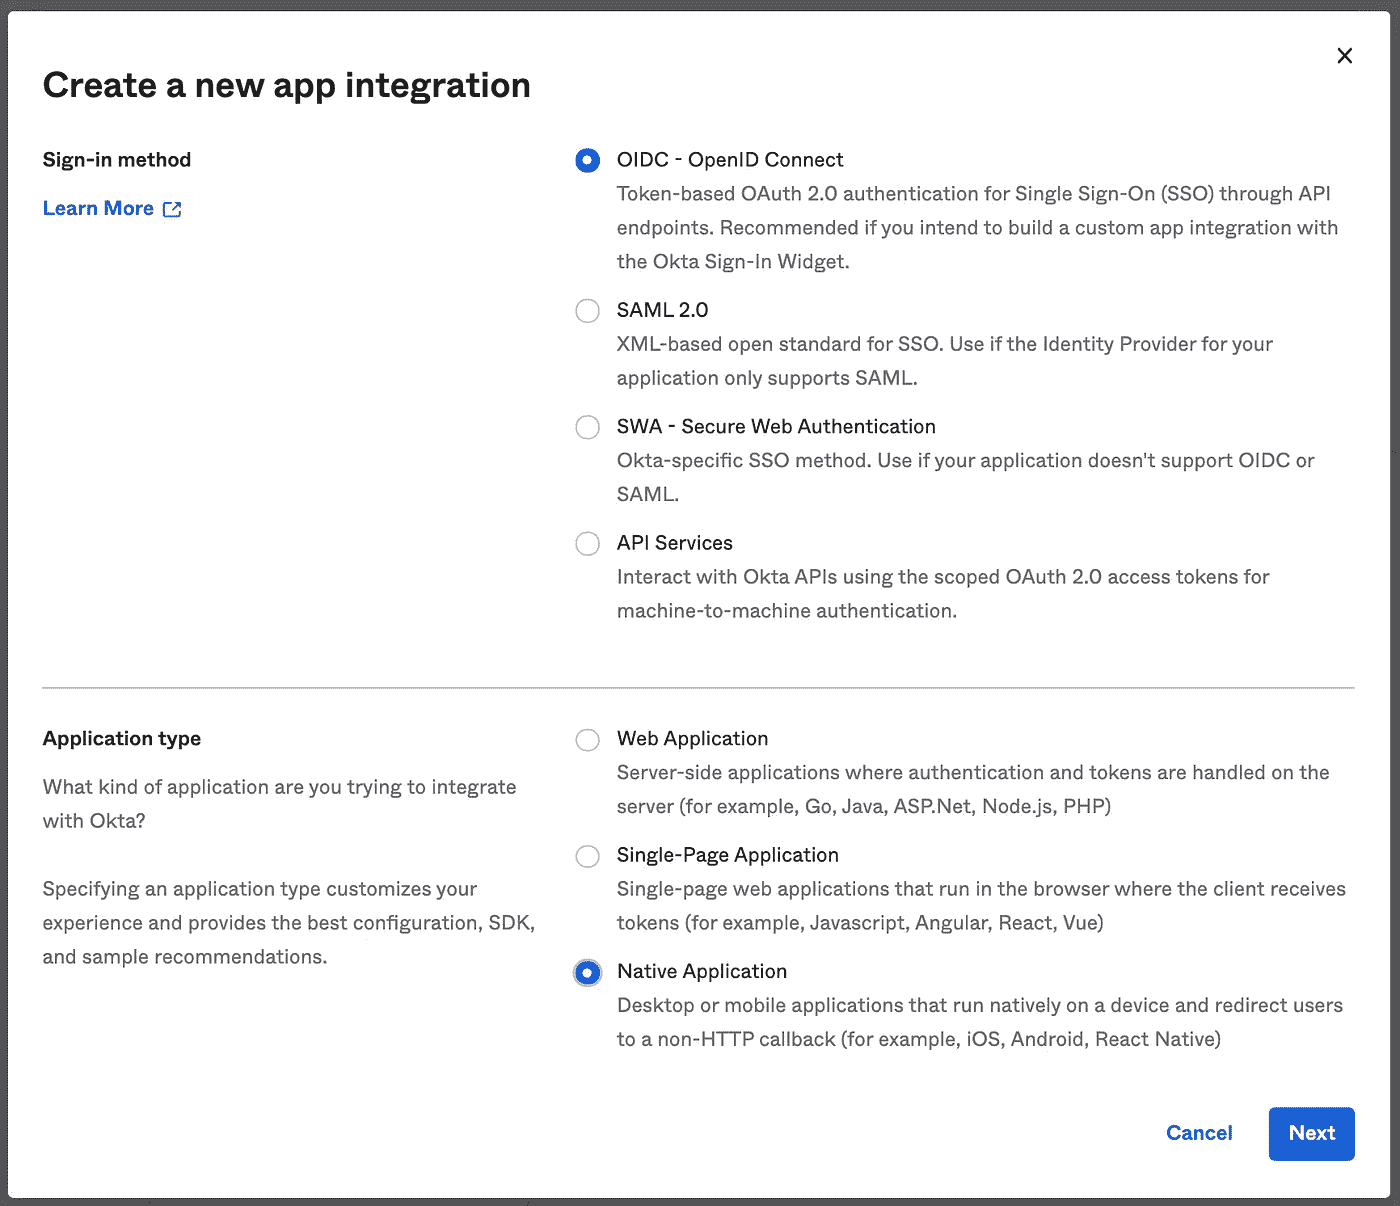 Create a new app integration
Sign-in method
Learn More
OIDC - OpenID Connect
Token-based OAuth 2.0 authentication for Single Sign-On (SSO) through API
endpoints. Recommended if you intend to build a custom app integration with
the Okta Sign-In Widget.
SAML 2.0
XML-based open standard for SSO. Use if the Identity Provider for your
application only supports SAML.
SWA - Secure Web Authentication
Okta-specific SSO method. Use if your application doesn't support OIDC or
SAML.
API Services
Interact with Okta APIs using the scoped OAuth 2.0 access tokens for
machine-to-machine authentication.
Application type
What kind of application are you trying to integrate
with Okta?
Specifying an application type customizes your
experience and provides the best configuration, SDK,
and sample recommendations.
Web Application
Server-side applications where authentication and tokens are handled on the
server (for example, Go, Java, ASP.Net, Node.js, PHP)
Single-Page Application
Single-page web applications that run in the browser where the client receives
tokens (for example, Javascript, Angular, React, Vue)
Native Application
Desktop or mobile applications that run natively on a device and redirect users
to a non-HTTP callback (for example, iOS, Android, React Native)
Cancel
Next